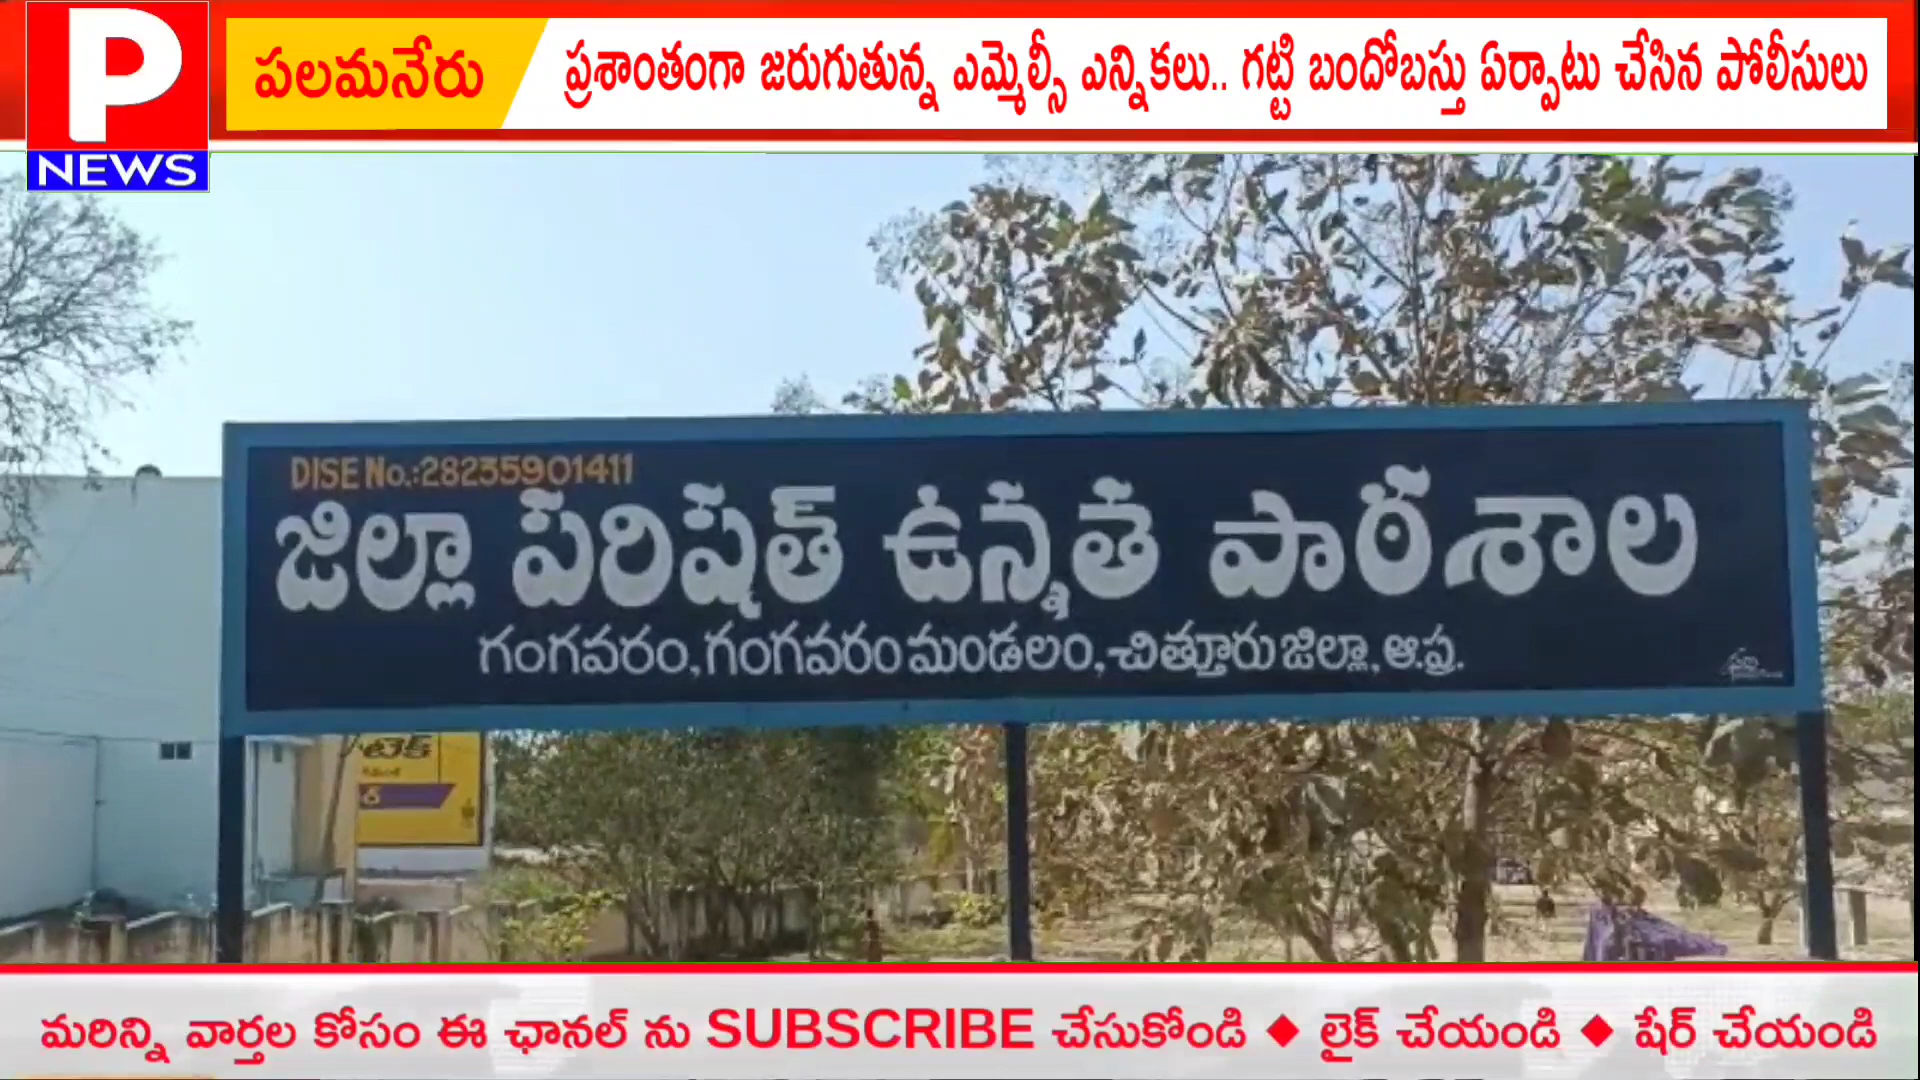 P
NEWS
పలమనేరు
ప్రశాంతంగా జరుగుతున్న ఎమ్మెల్సీ ఎన్నికలు.. గట్టి బందోబస్తు ఏర్పాటు చేసిన పోలీసులు
DISE No.:28235901411
జిల్లా పరిషత్ ఉన్నత పాఠశాల
గంగవరం, గంగవరం మండలం, చిత్తూరు జిల్లా, ఆ.ప్ర.
మరిన్ని వార్తల కోసం ఈ ఛానల్ ను SUBSCRIBE చేసుకోండి ◆ లైక్ చేయండి ◆ షేర్ చేయండి